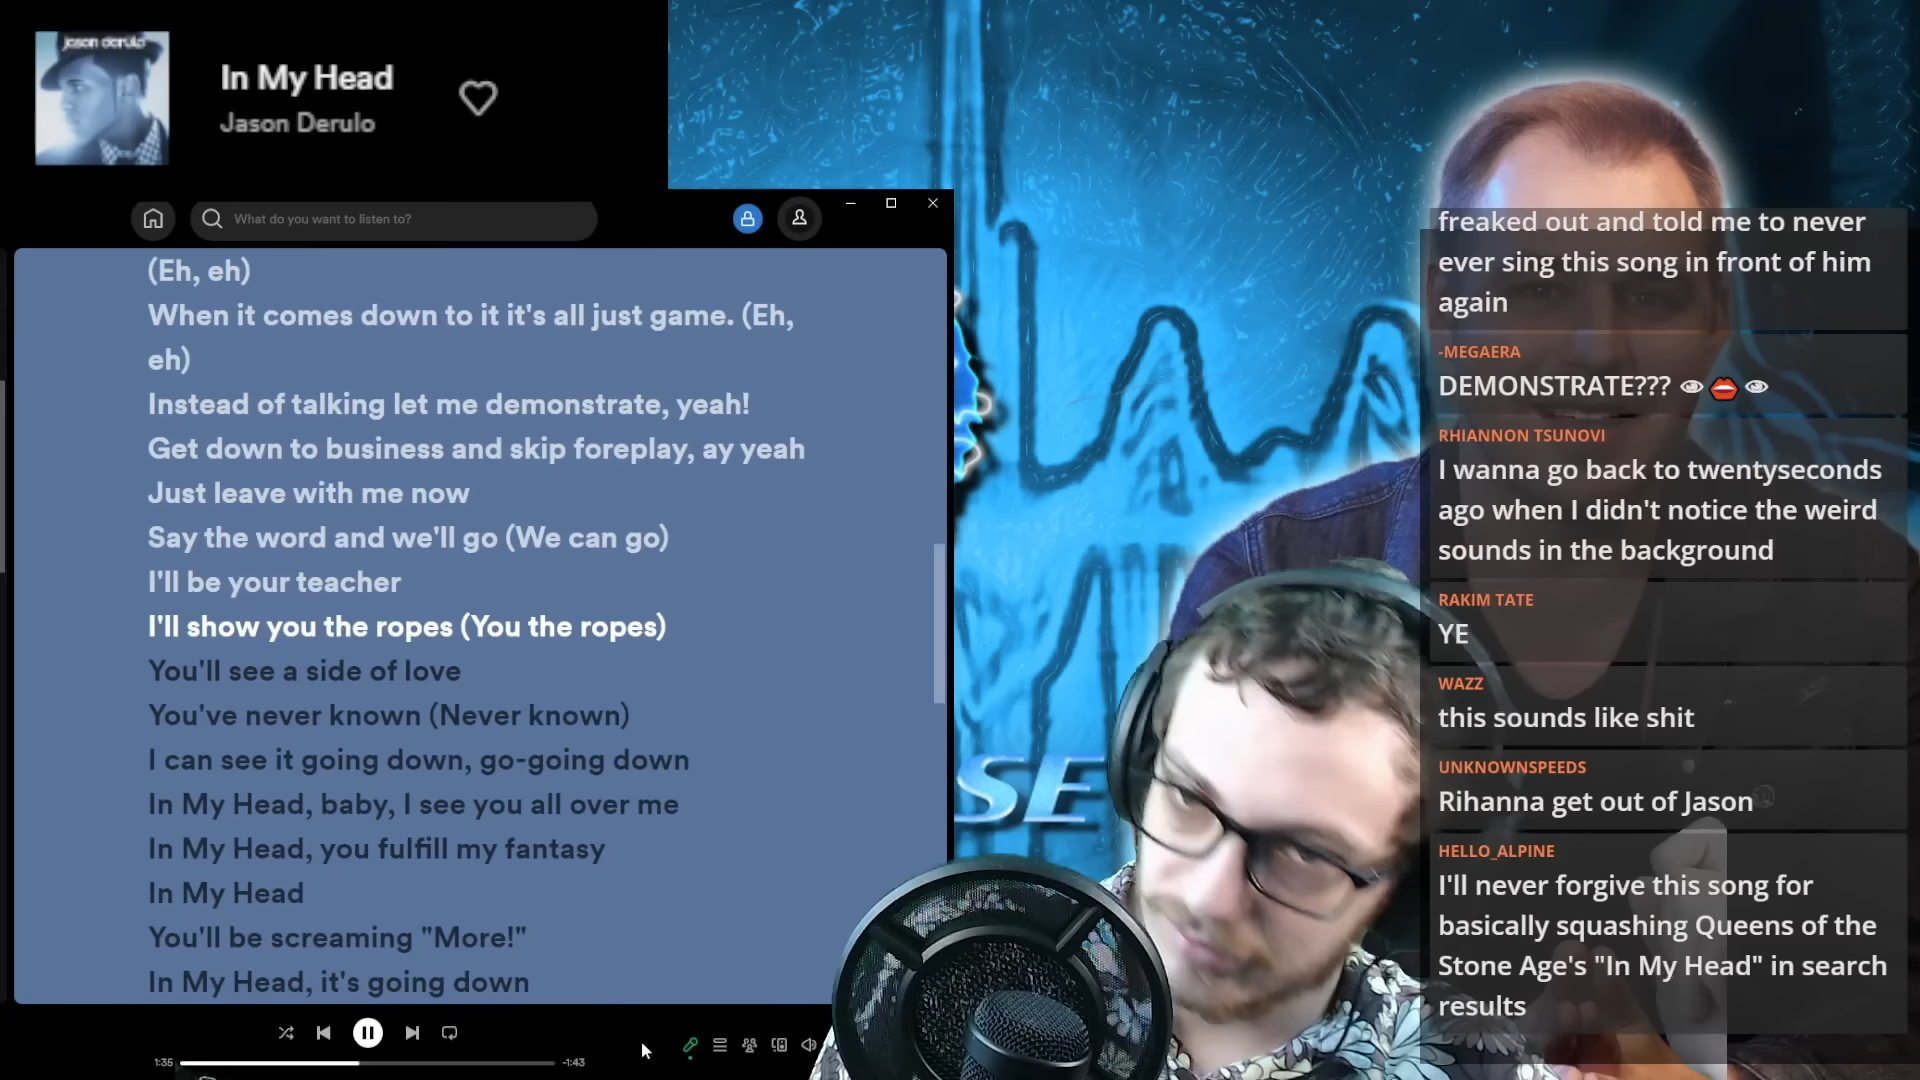 jason derulo
In My Head
Jason Derulo
What do you want to listen to?
(Eh, eh)
When it comes down to it it's all just game. (Eh,
eh)
Instead of talking let me demonstrate, yeah!
Get down to business and skip foreplay, ay yeah
Just leave with me now
Say the word and we'll go (We can go)
I'll be your teacher
I'll show you the ropes (You the ropes)
You'll see a side of love
You've never known (Never known)
I can see it going down, go-going down
In My Head, baby, I see you all over me
In My Head, you fulfill my fantasy
In My Head
You'll be screaming "More!"
In My Head, it's going down
1:35
-1:43
SE
freaked out and told me to never
ever sing this song in front of him
again
-MEGAERA
DEMONSTRATE??? 👁👄👁
RHIANNON TSUNOVI
I wanna go back to twentyseconds
ago when I didn't notice the weird
sounds in the background
RAKIM TATE
YE
WAZZ
this sounds like shit
UNKNOWNSPEEDS
Rihanna get out of Jason
HELLO_ALPINE
I'll never forgive this song for
basically squashing Queens of the
Stone Age's "In My Head" in search
results